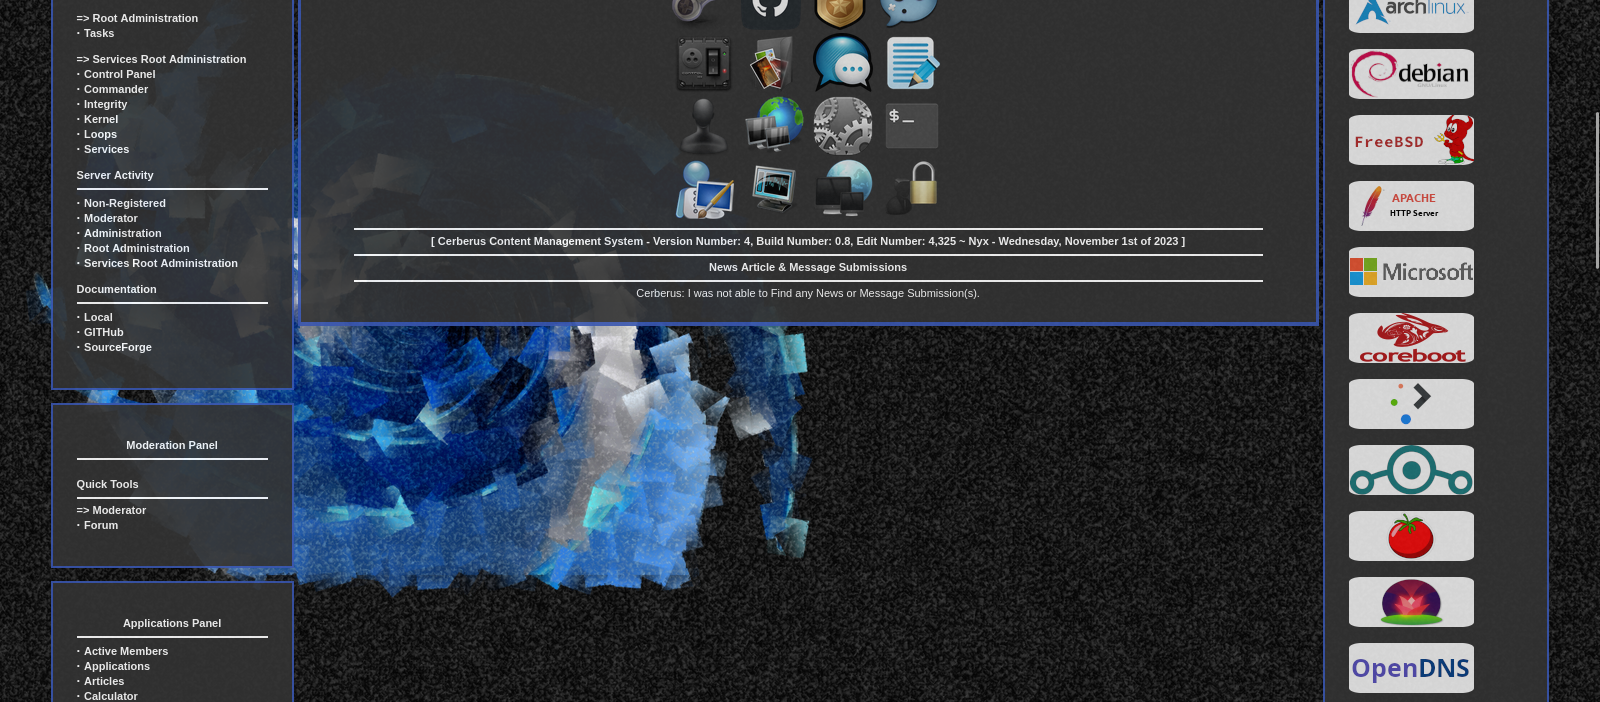 => Root Administration
· Tasks
=> Services Root Administration
· Control Panel
· Commander
· Integrity
· Kernel
· Loops
· Services
Server Activity
· Non-Registered
· Moderator
· Administration
· Root Administration
· Services Root Administration
Documentation
· Local
· GITHub
· SourceForge
Moderation Panel
Quick Tools
=> Moderator
· Forum
Applications Panel
· Active Members
· Applications
· Articles
· Calculator
$_
[ Cerberus Content Management System - Version Number: 4, Build Number: 0.8, Edit Number: 4,325 ~ Nyx - Wednesday, November 1st of 2023 ]
News Article & Message Submissions
Cerberus: I was not able to Find any News or Message Submission(s).
archlinux
debian
FreeBSD
APACHE
HTTP Server
Microsoft
coreboot
OpenDNS